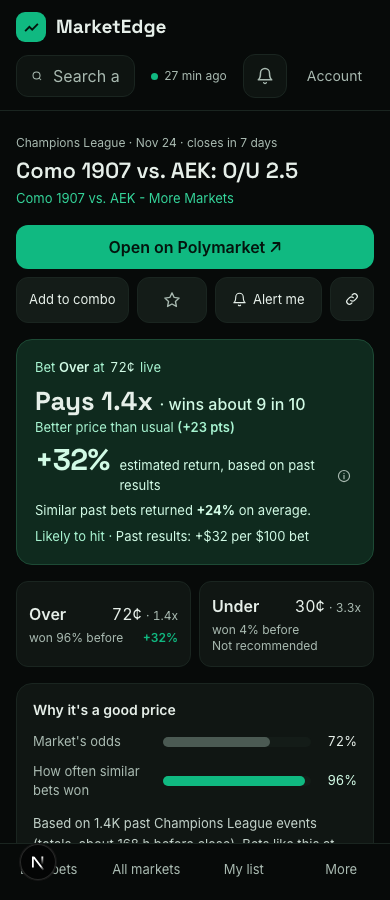 MarketEdge
Search a
27 min ago
Account
Champions League · Nov 24 · closes in 7 days
Como 1907 vs. AEK: O/U 2.5
Como 1907 vs. AEK - More Markets
Open on Polymarket ↗
Add to combo
Alert me
Bet Over at 72¢ live
Pays 1.4x · wins about 9 in 10
Better price than usual (+23 pts)
+32% estimated return, based on past
results
Similar past bets returned +24% on average.
Likely to hit · Past results: +$32 per $100 bet
Over 72¢ · 1.4x
won 96% before +32%
Under 30¢ · 3.3x
won 4% before
Not recommended
Why it's a good price
Market's odds 72%
How often similar
bets won 96%
Based on 1.4K past Champions League events
N
bets
All markets
My list
More